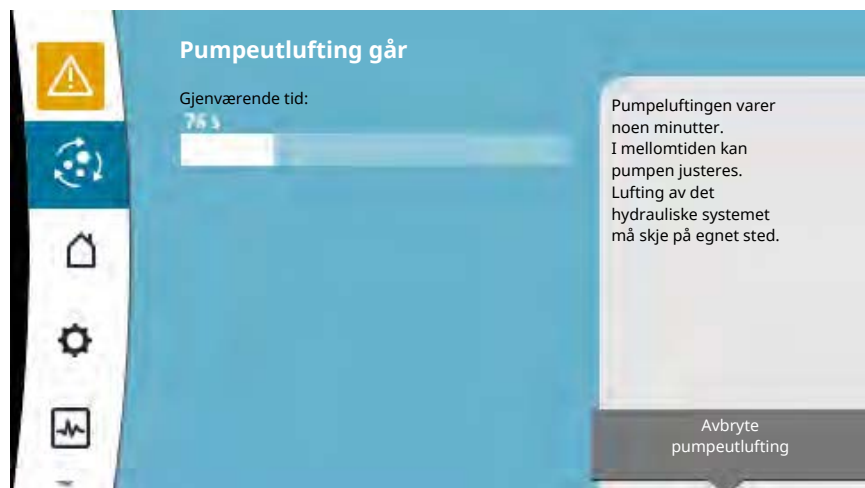 Pumpeutlufting går
Gjenværende tid:
76 s
Pumpeluftingen varer
noen minutter.
I mellomtiden kan
pumpen justeres.
Lufting av det
hydrauliske systemet
må skje på egnet sted.
Avbryte
pumpeutlufting